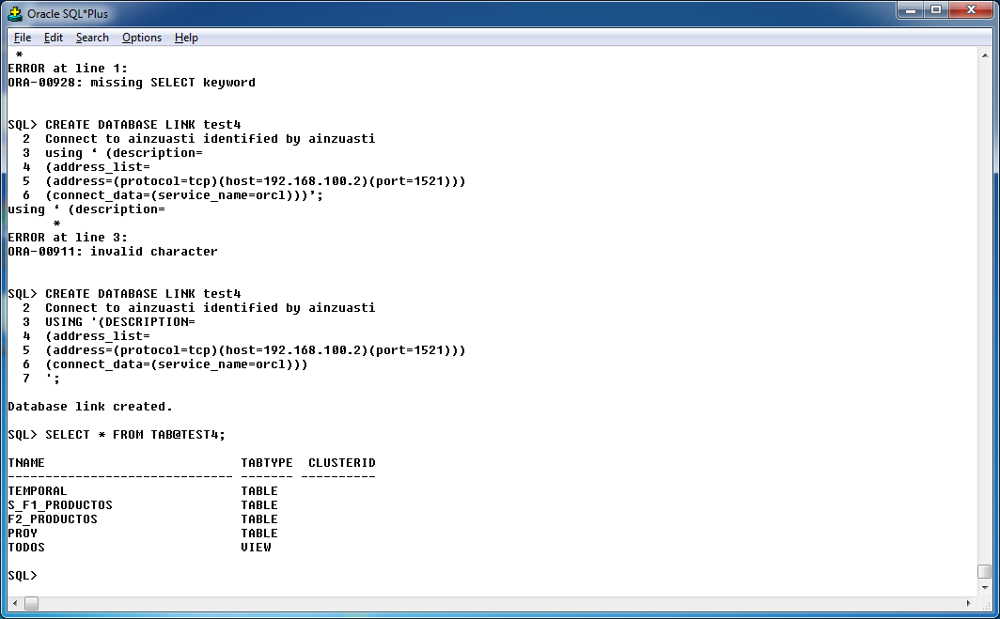 Oracle SQL*Plus
File Edit Search Options Help
*
ERROR at line 1:
ORA-00928: missing SELECT keyword
SQL> CREATE DATABASE LINK test4
2 Connect to ainzuasti identified by ainzuasti
3 using ‘ (description=
4 (address_list=
5 (address=(protocol=tcp)(host=192.168.100.2)(port=1521)))
6 (connect_data=(service_name=orcl)))’;
using ‘ (description=
*
ERROR at line 3:
ORA-00911: invalid character
SQL> CREATE DATABASE LINK test4
2 Connect to ainzuasti identified by ainzuasti
3 USING '(DESCRIPTION=
4 (address_list=
5 (address=(protocol=tcp)(host=192.168.100.2)(port=1521)))
6 (connect_data=(service_name=orcl)))
7 ';
Database link created.
SQL> SELECT * FROM TAB@TEST4;
TNAME TABTYPE CLUSTERID
------------------------------ ------- ----------
TEMPORAL TABLE
S_F1_PRODUCTOS TABLE
F2_PRODUCTOS TABLE
PROY TABLE
TODOS VIEW
SQL>